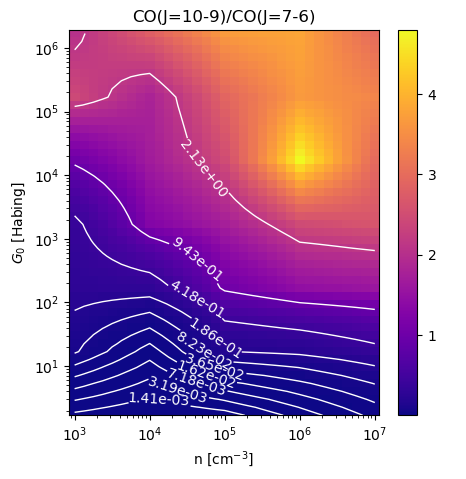 CO(J=10-9)/CO(J=7-6)
10⁶
10⁵
10⁴
10³
10²
10¹
G₀ [Habing]
2.13e+00
9.43e-01
4.18e-01
1.86e-01
8.23e-02
3.65e-02
1.62e-02
7.18e-03
3.19e-03
1.41e-03
10³ 10⁴ 10⁵ 10⁶ 10⁷
n [cm⁻³]
4
3
2
1